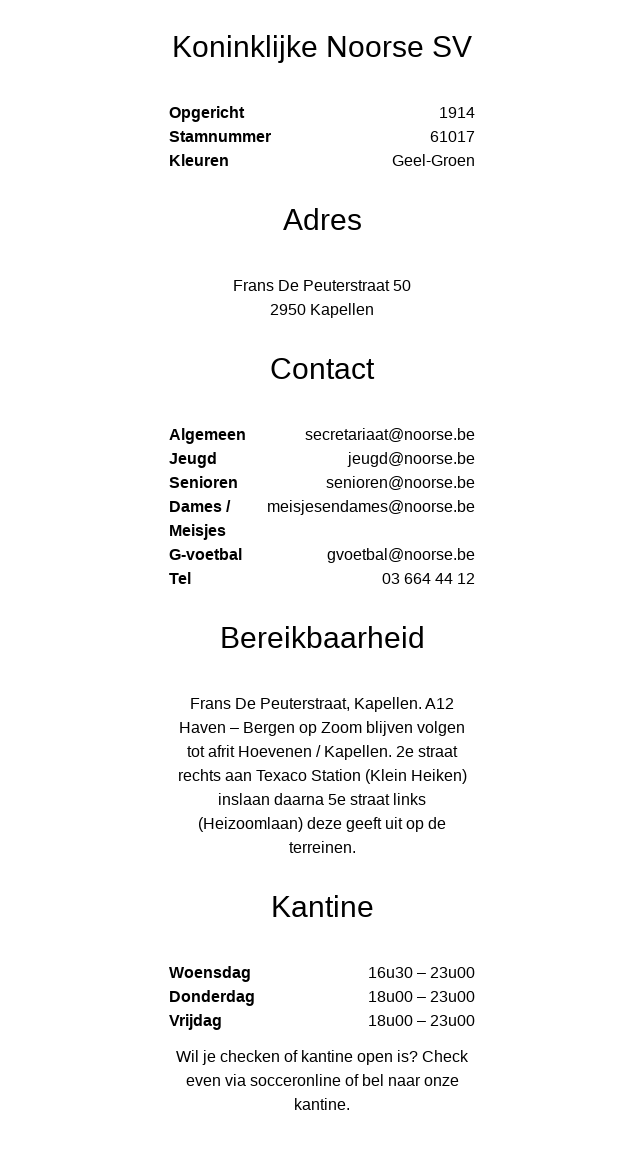 Koninklijke Noorse SV
Opgericht 1914
Stamnummer 61017
Kleuren Geel-Groen
Adres
Frans De Peuterstraat 50
2950 Kapellen
Contact
Algemeen secretariaat@noorse.be
Jeugd jeugd@noorse.be
Senioren senioren@noorse.be
Dames / meisjesendames@noorse.be
Meisjes
G-voetbal gvoetbal@noorse.be
Tel 03 664 44 12
Bereikbaarheid
Frans De Peuterstraat, Kapellen. A12
Haven – Bergen op Zoom blijven volgen
tot afrit Hoevenen / Kapellen. 2e straat
rechts aan Texaco Station (Klein Heiken)
inslaan daarna 5e straat links
(Heizoomlaan) deze geeft uit op de
terreinen.
Kantine
Woensdag 16u30 – 23u00
Donderdag 18u00 – 23u00
Vrijdag 18u00 – 23u00
Wil je checken of kantine open is? Check
even via socceronline of bel naar onze
kantine.